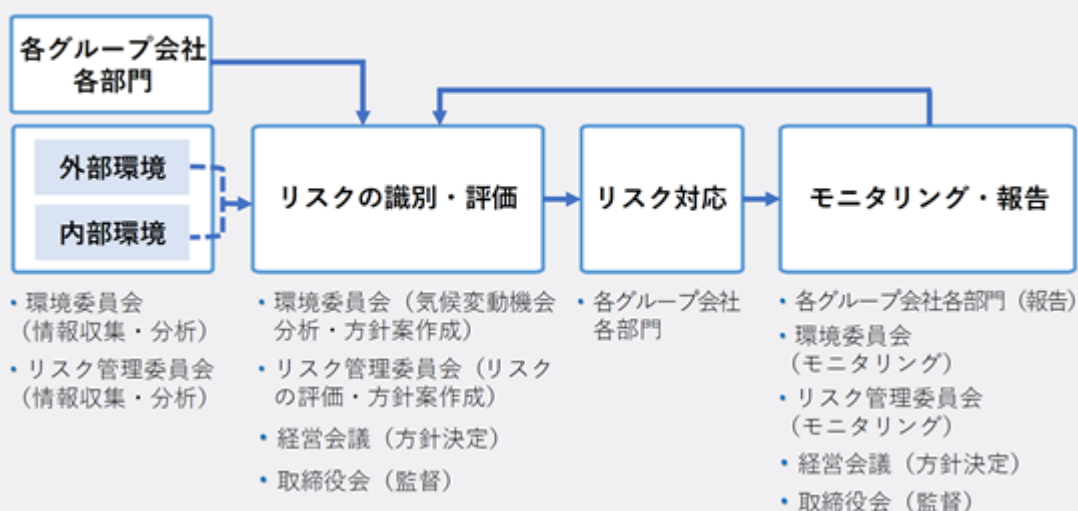 各グループ会社
各部門
外部環境
内部環境
リスクの識別・評価
リスク対応
モニタリング・報告
・環境委員会
（情報収集・分析）
・リスク管理委員会
（情報収集・分析）
・環境委員会（気候変動機会
分析・方針案作成）
・リスク管理委員会（リスク
の評価・方針案作成）
・経営会議（方針決定）
・取締役会（監督）
・各グループ会社
各部門
・各グループ会社各部門（報告）
・環境委員会
（モニタリング）
・リスク管理委員会
（モニタリング）
・経営会議（方針決定）
・取締役会（監督）